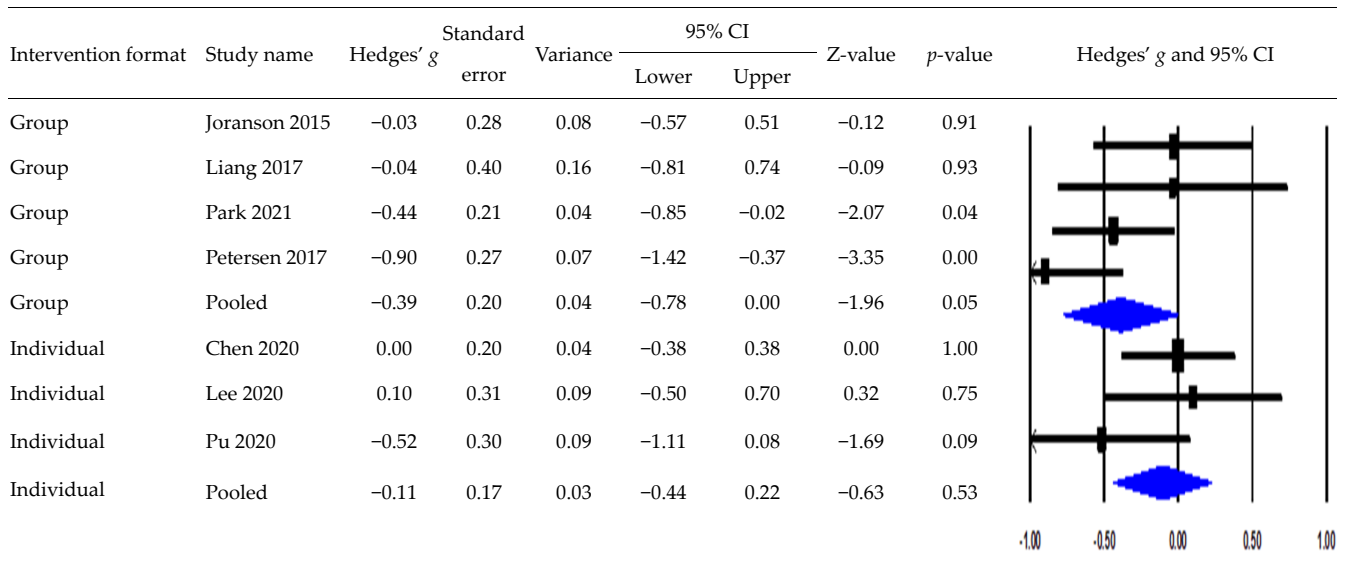 Intervention format Study name Hedges’ g Standard error Variance 95% CI Lower Upper Z-value p-value Hedges’ g and 95% CI
Group Joranson 2015 −0.03 0.28 0.08 −0.57 0.51 −0.12 0.91
Group Liang 2017 −0.04 0.40 0.16 −0.81 0.74 −0.09 0.93
Group Park 2021 −0.44 0.21 0.04 −0.85 −0.02 −2.07 0.04
Group Petersen 2017 −0.90 0.27 0.07 −1.42 −0.37 −3.35 0.00
Group Pooled −0.39 0.20 0.04 −0.78 0.00 −1.96 0.05
Individual Chen 2020 0.00 0.20 0.04 −0.38 0.38 0.00 1.00
Individual Lee 2020 0.10 0.31 0.09 −0.50 0.70 0.32 0.75
Individual Pu 2020 −0.52 0.30 0.09 −1.11 0.08 −1.69 0.09
Individual Pooled −0.11 0.17 0.03 −0.44 0.22 −0.63 0.53
-1.00 -0.50 0.00 0.50 1.00